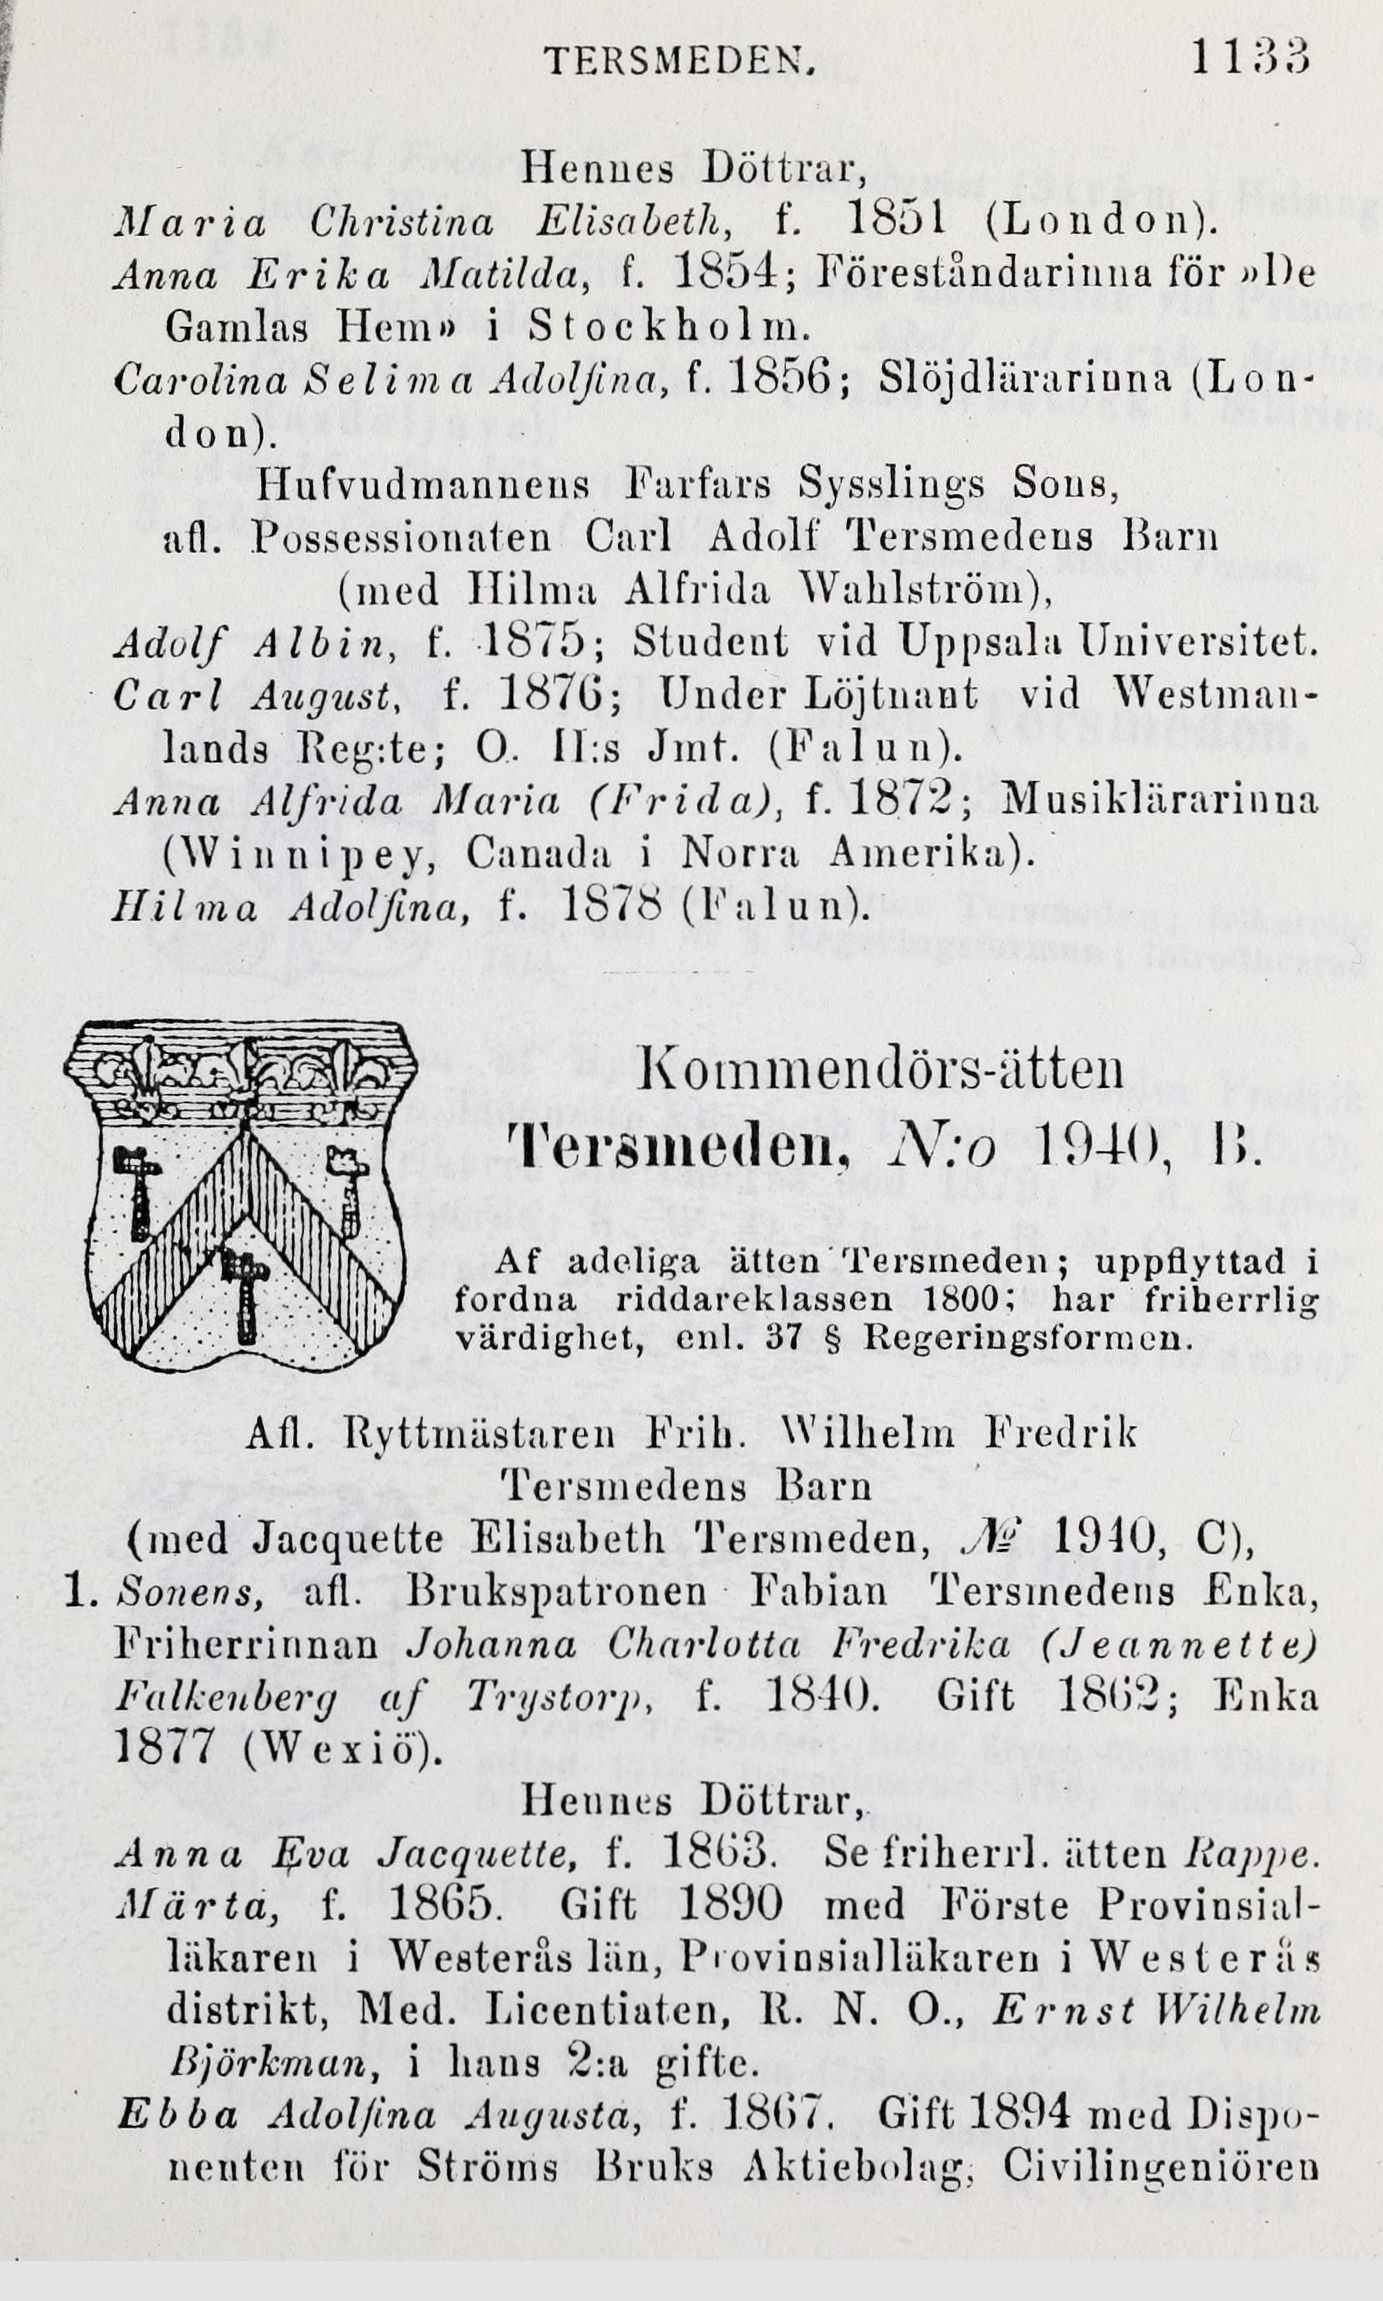 TERSMEDEN. 1133
Hennes Döttrar,
Maria Christina Elisabeth, f. 1851 (London).
Anna Erika Matilda, f. 1854; Föreståndarinna för »De
Gamlas Hem» i Stockholm.
Carolina Selima Adolfina, f. 1856; Slöjdlärarinna (Lon-
don).
Hufvudmannens Farfars Sysslings Sons,
afl. Possessionaten Carl Adolf Tersmedens Barn
(med Hilma Alfrida Wahlström),
Adolf Albin, f. 1875; Student vid Uppsala Universitet.
Carl August, f. 1876; Under Löjtnant vid Westman-
lands Reg:te; O. II:s Jmt. (Falun).
Anna Alfrida Maria (Frida), f. 1872; Musiklärarinna
(Winnipey, Canada i Norra Amerika).
Hilma Adolfina, f. 1878 (Falun).
Kommendörs-ätten
Tersmeden, N:o 1940, B.
Af adeliga ätten Tersmeden; uppflyttad i
fordna riddareklassen 1800; har friherrlig
värdighet, enl. 37 § Regeringsformen.
Afl. Ryttmästaren Frih. Wilhelm Fredrik
Tersmedens Barn
(med Jacquette Elisabeth Tersmeden, № 1940, C),
1. Sonens, afl. Brukspatronen Fabian Tersmedens Enka,
Friherrinnan Johanna Charlotta Fredrika (Jeannette)
Falkenberg af Trystorp, f. 1840. Gift 1862; Enka
1877 (Wexiö).
Hennes Döttrar,
Anna Eva Jacquette, f. 1863. Se friherrl. ätten Rappe.
Märta, f. 1865. Gift 1890 med Förste Provinsial-
läkaren i Westerås län, Provinsialläkaren i Westerås
distrikt, Med. Licentiaten, R. N. O., Ernst Wilhelm
Björkman, i hans 2:a gifte.
Ebba Adolfina Augusta, f. 1867. Gift 1894 med Dispo-
nenten för Ströms Bruks Aktiebolag, Civilingeniören